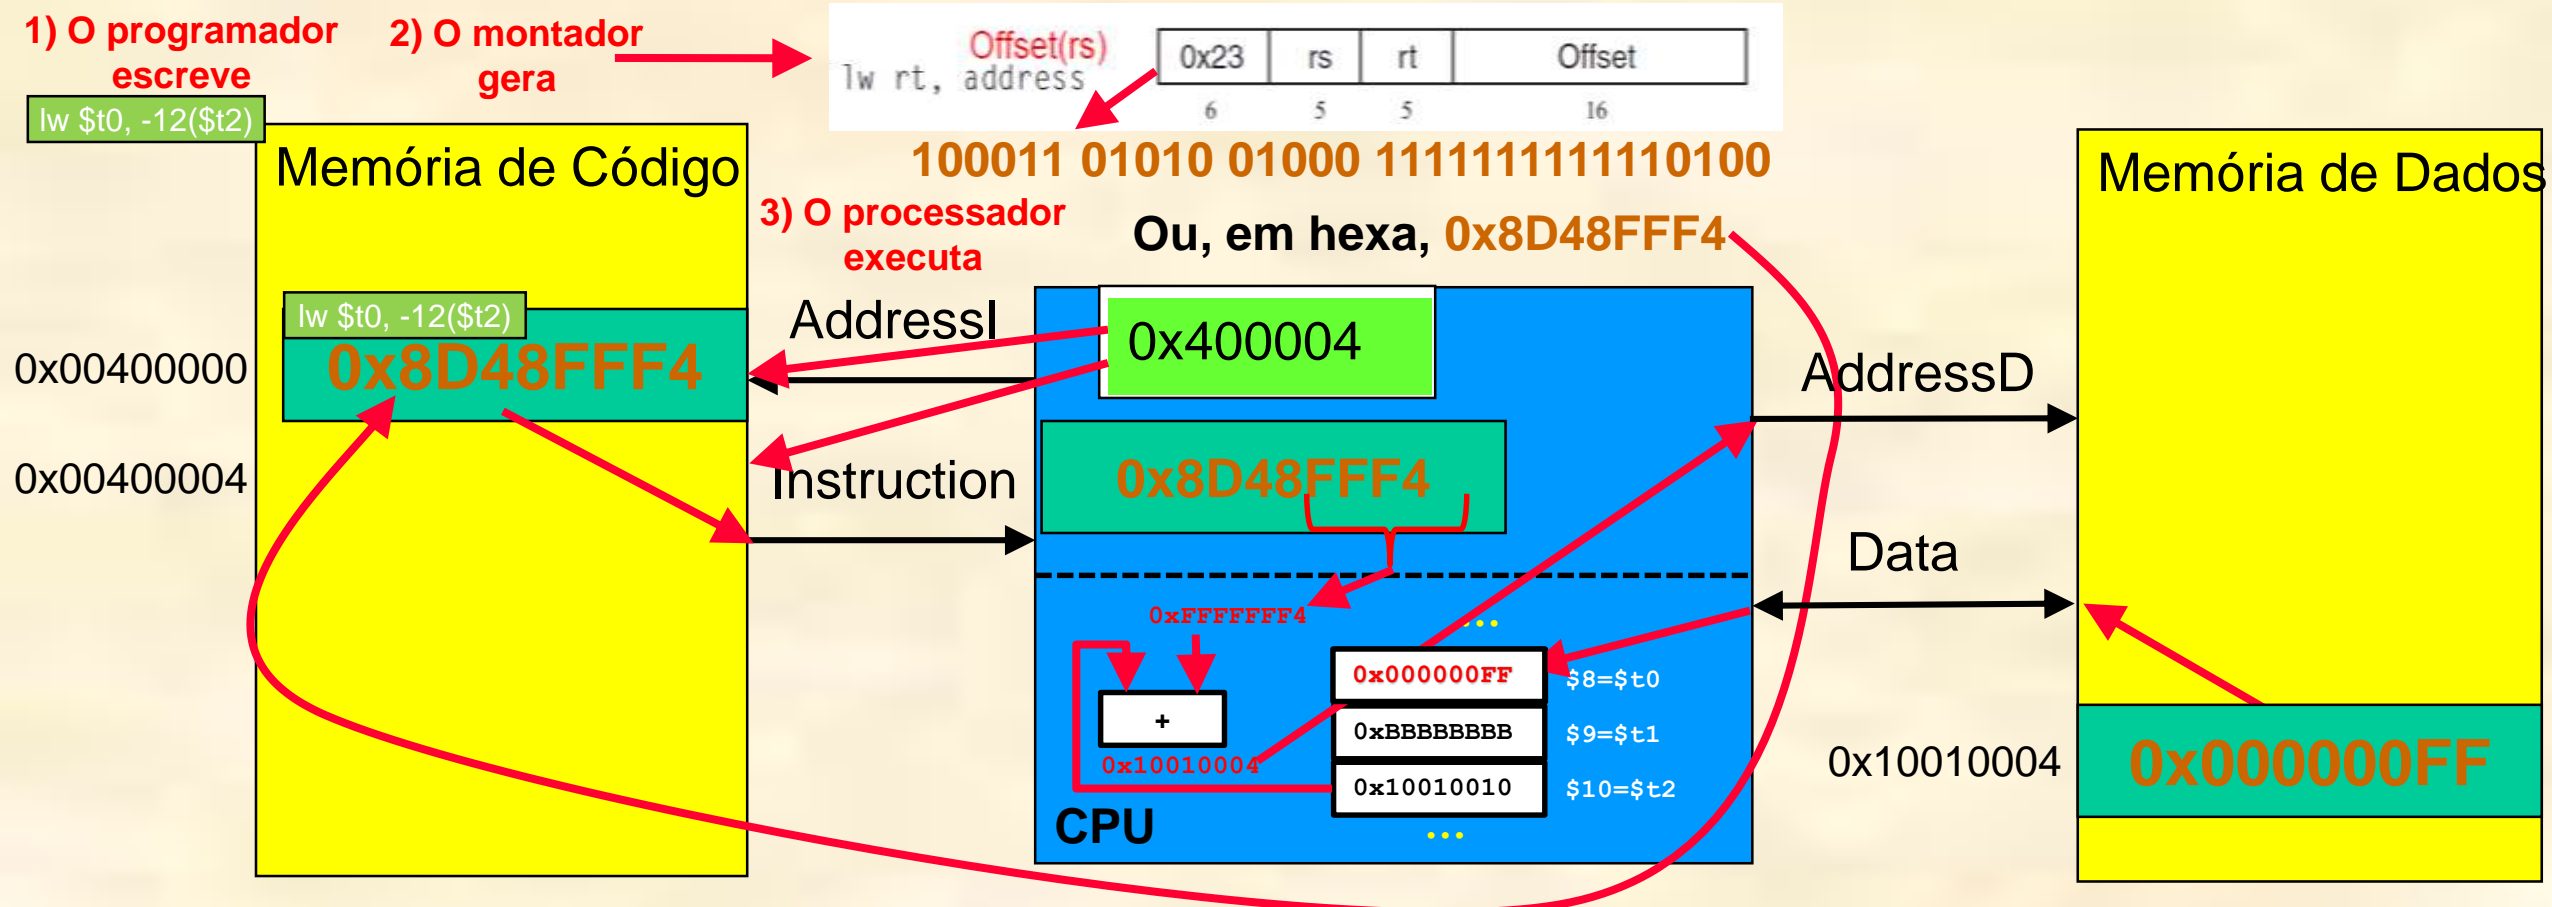 1) O programador
escreve
2) O montador
gera
Offset(rs)
lw rt, address
0x23 rs rt Offset
6 5 5 16
lw $t0, -12($t2)
100011 01010 01000 1111111111110100
Ou, em hexa, 0x8D48FFF4
3) O processador
executa
Memória de Código
lw $t0, -12($t2)
0x00400000
0x8D48FFF4
0x00400004
AddressI
Instruction
0x400004
0x8D48FFF4
0xFFFFFFF4
...
+
0x10010004
0x000000FF $8=$t0
0xBBBBBBBB $9=$t1
0x10010010 $10=$t2
...
CPU
AddressD
Data
Memória de Dados
0x10010004
0x000000FF